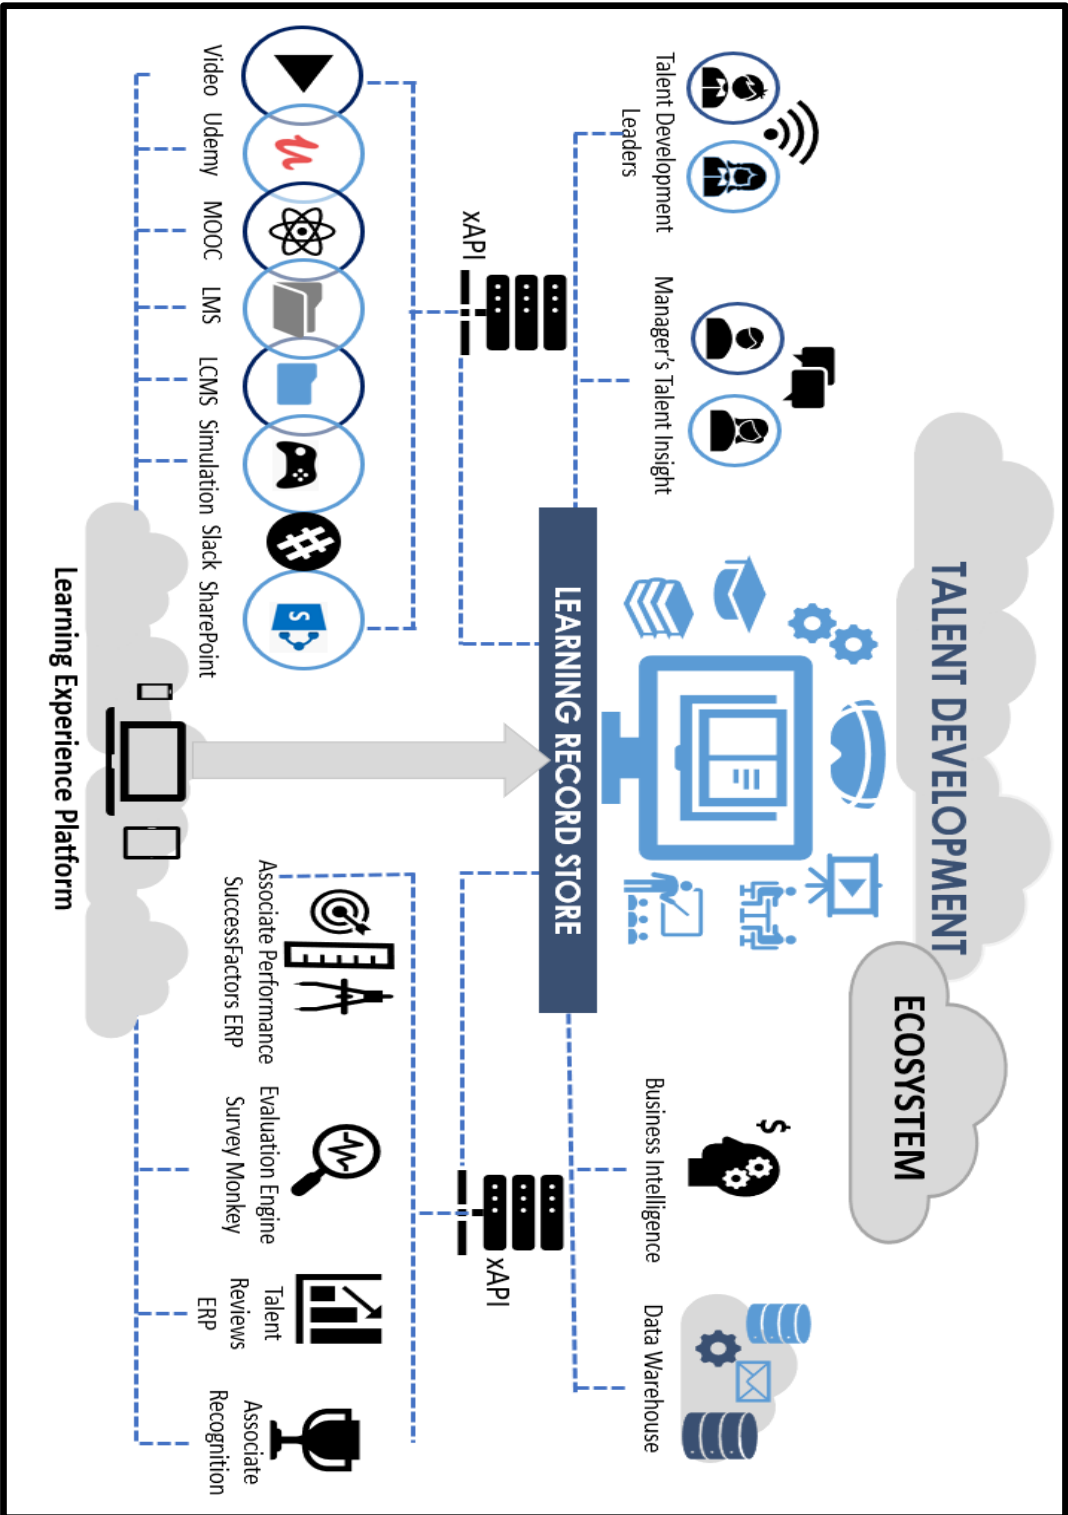 TALENT DEVELOPMENT
ECOSYSTEM
Talent Development
Leaders
Manager's Talent Insight
Business Intelligence
$
Data Warehouse
LEARNING RECORD STORE
xAPI
xAPI
Video
Udemy
MOOC
LMS
LCMS
Simulation
Slack
SharePoint
S
Associate Performance
SuccessFactors ERP
Evaluation Engine
Survey Monkey
Talent
Reviews
ERP
Associate
Recognition
Learning Experience Platform